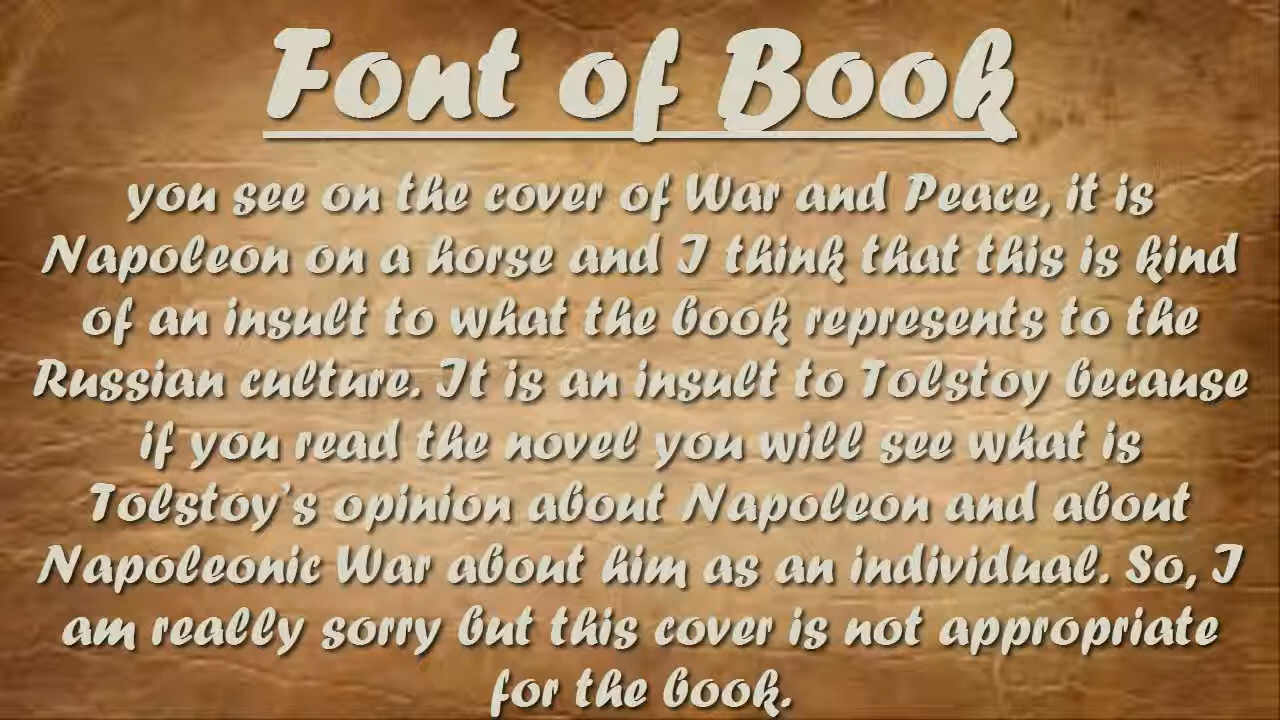 Font of Book
you see on the cover of War and Peace, it is
Napoleon on a horse and I think that this is kind
of an insult to what the book represents to the
Russian culture. It is an insult to Tolstoy because
if you read the novel you will see what is
Tolstoy's opinion about Napoleon and about
Napoleonic War about him as an individual. So, I
am really sorry but this cover is not appropriate
for the book.